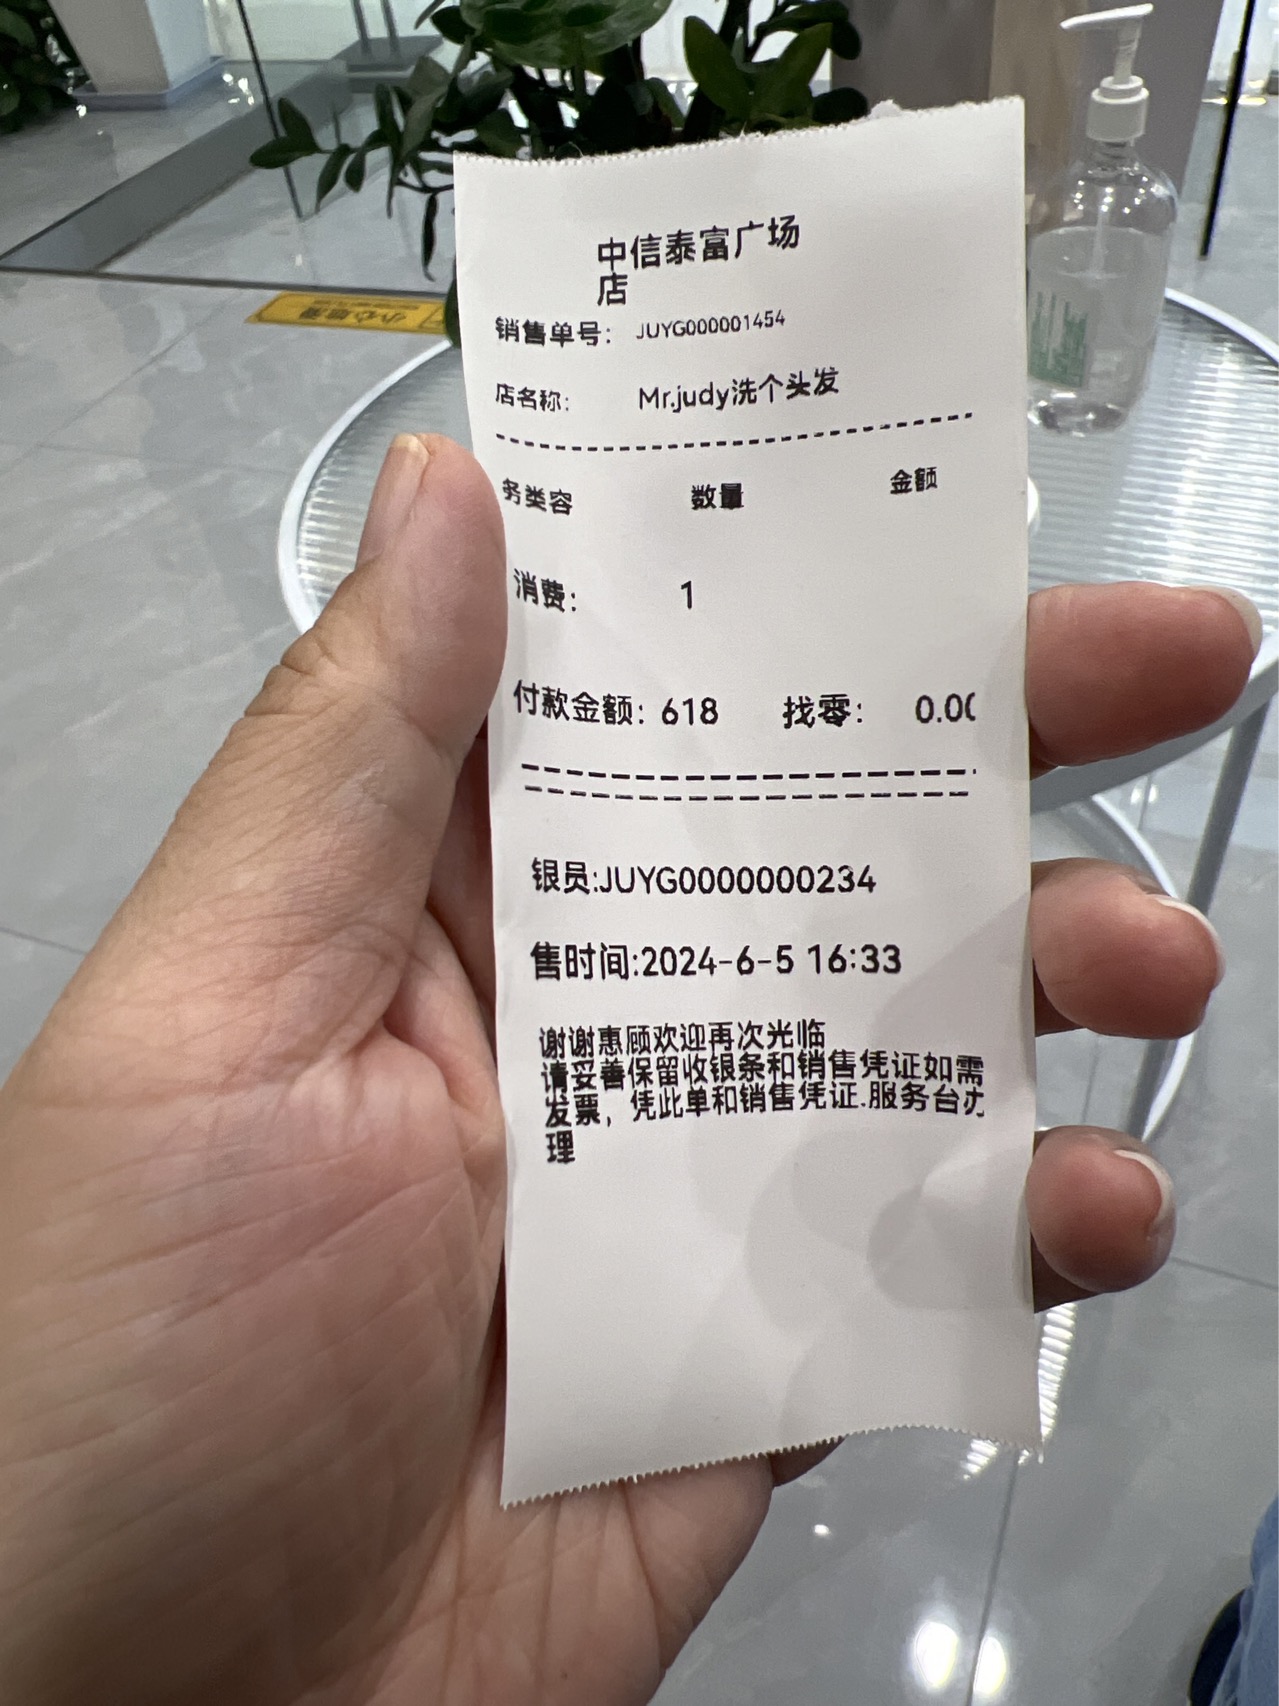 中信泰富广场
店
销售单号: JUYG000001454
店名称: Mr.judy洗个头发
务类容 数量 金额
消费: 1
付款金额: 618 找零: 0.00
银员:JUYG0000000234
售时间:2024-6-5 16:33
谢谢惠顾欢迎再次光临
请妥善保留收银条和销售凭证如需
发票，凭此单和销售凭证.服务台办
理
小心地滑